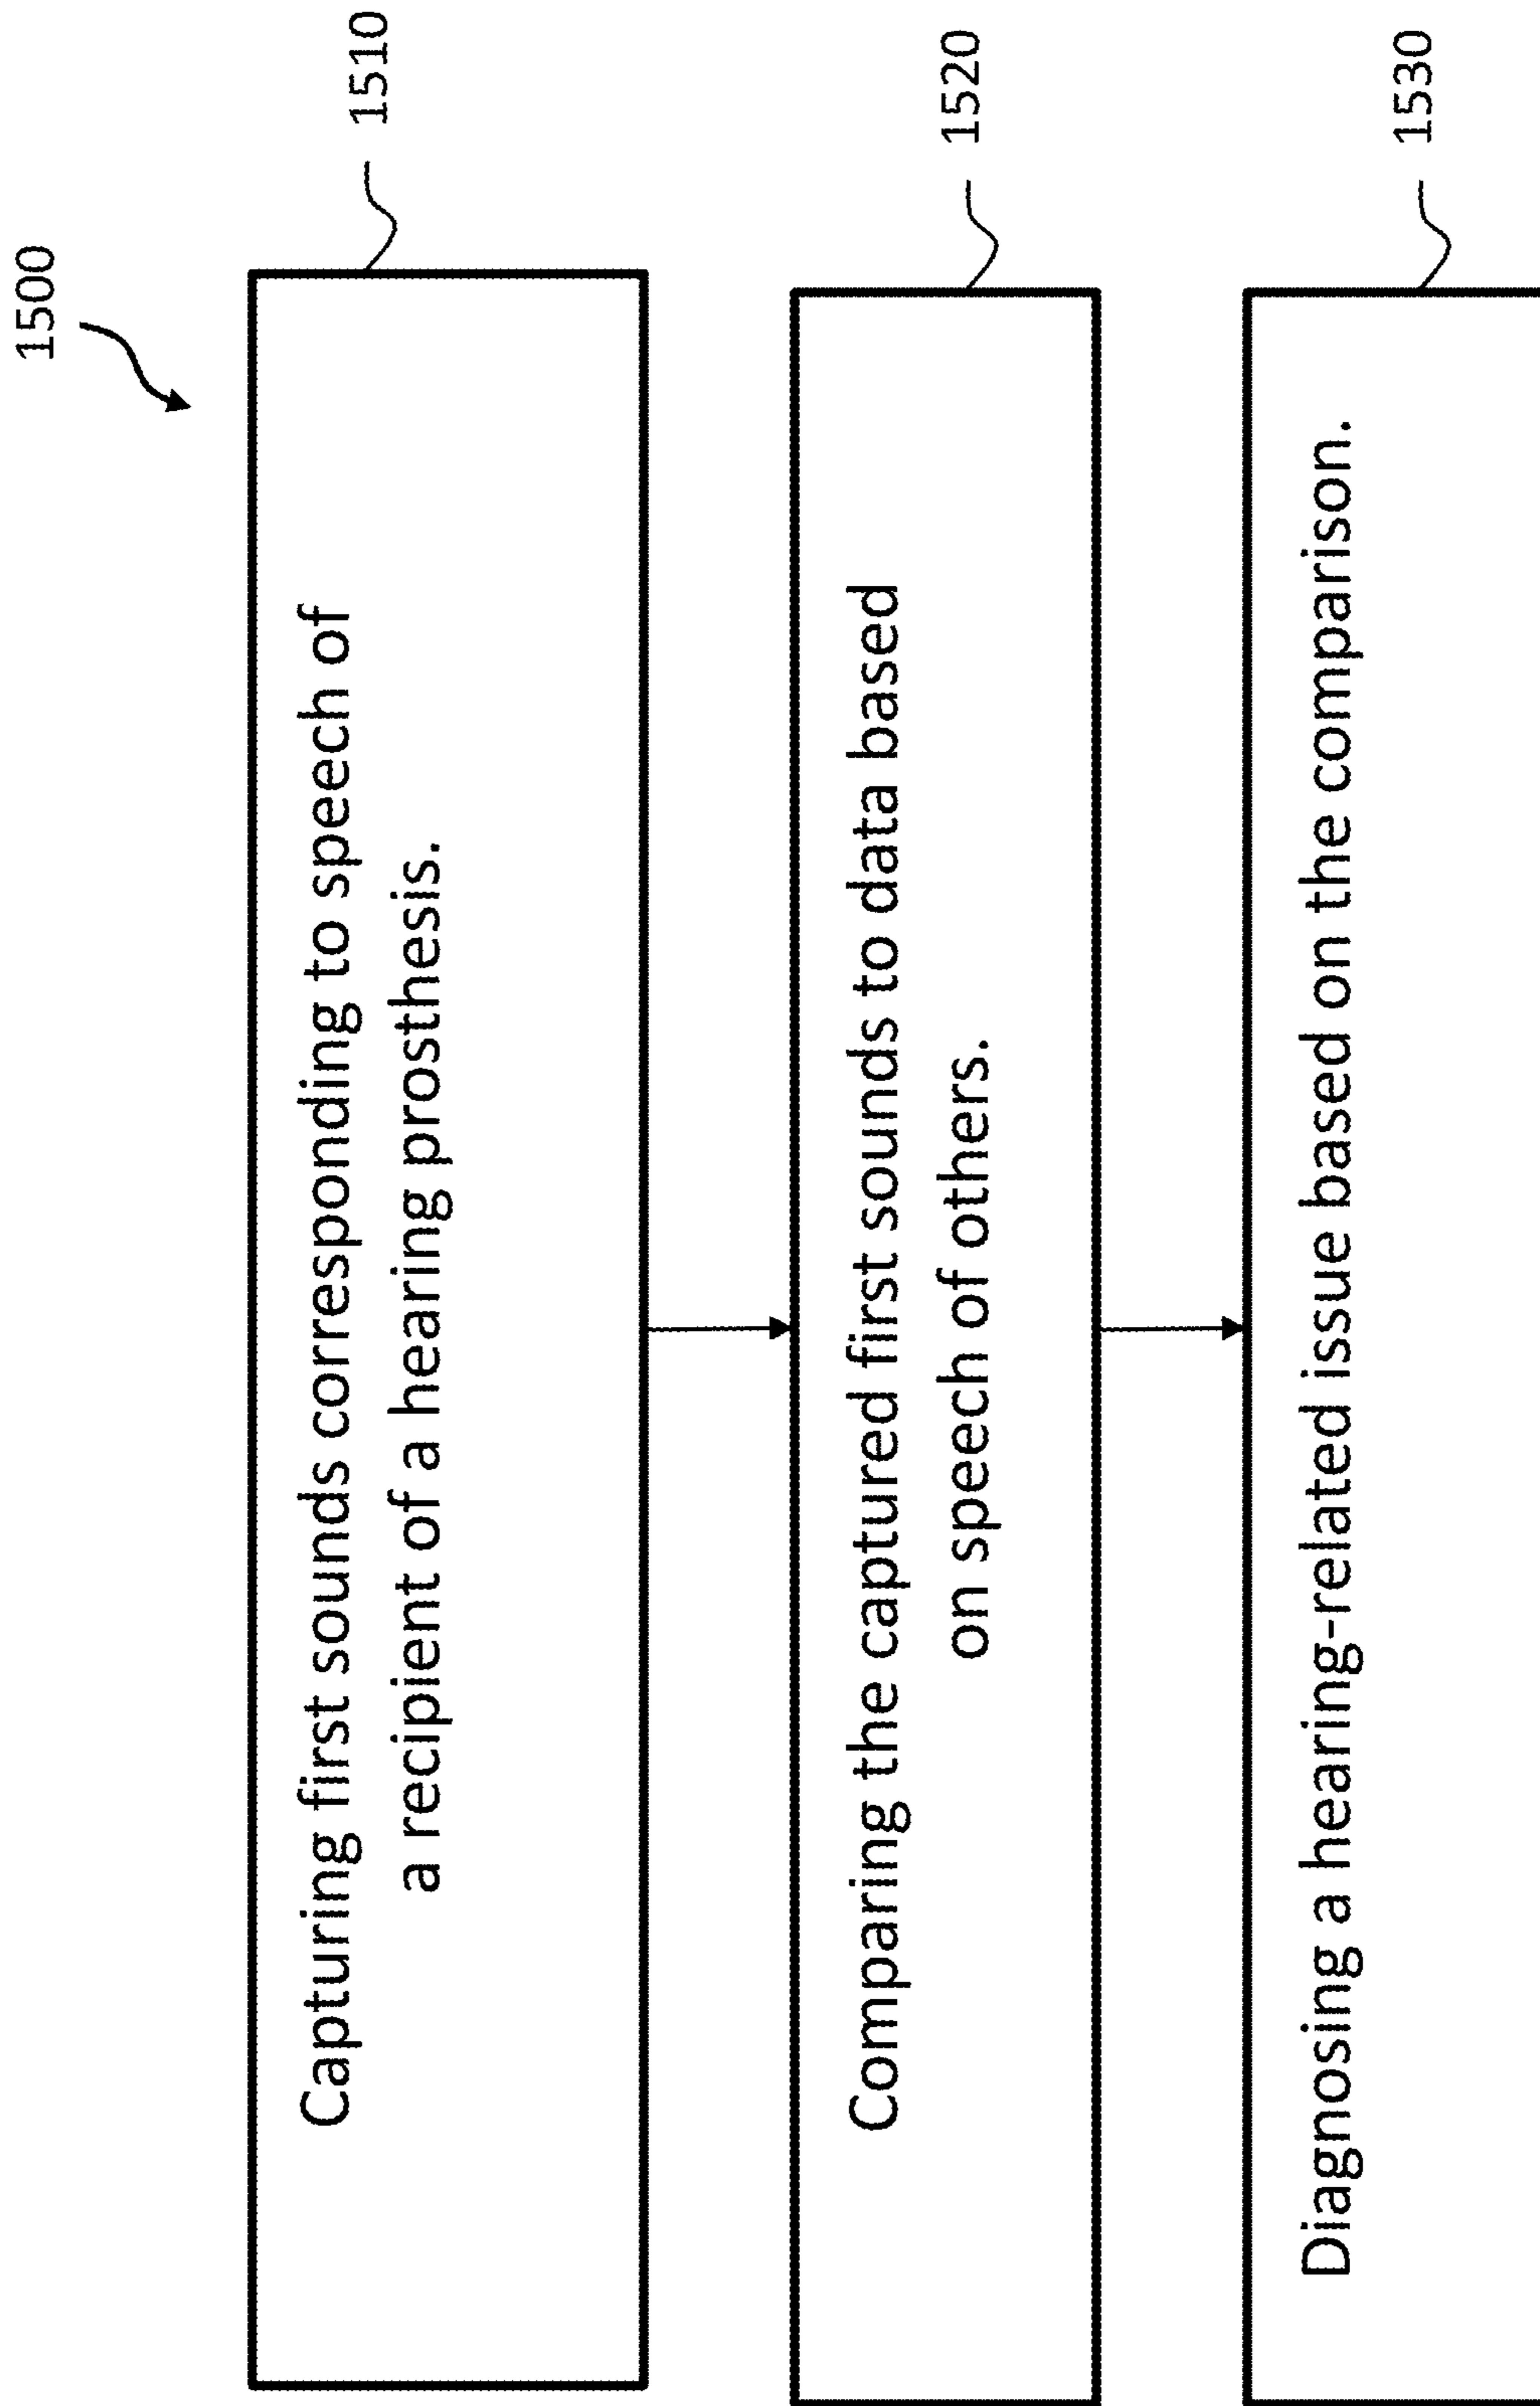 1500
Capturing first sounds corresponding to speech of
a recipient of a hearing prosthesis.
1510
Comparing the captured first sounds to data based
on speech of others.
1520
Diagnosing a hearing-related issue based on the comparison.
1530